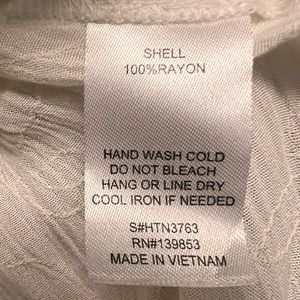 SHELL
100%RAYON
HAND WASH COLD
DO NOT BLEACH
HANG OR LINE DRY
COOL IRON IF NEEDED
S#HTN3763
RN#139853
MADE IN VIETNAM